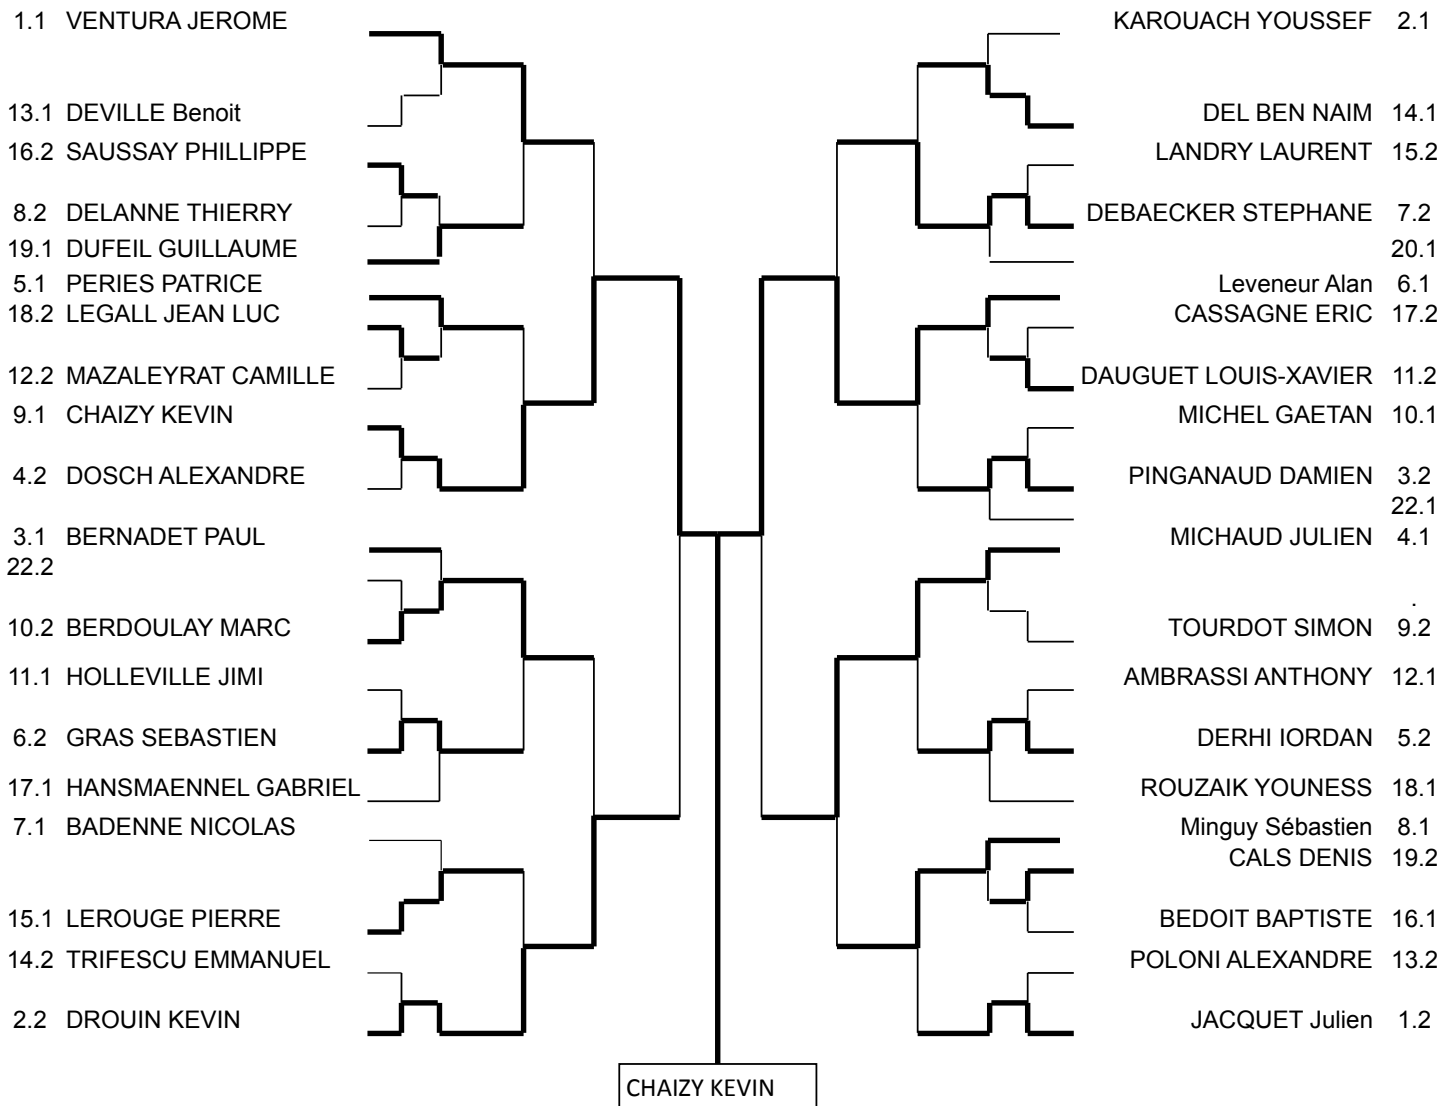 1.1 VENTURA JEROME
13.1 DEVILLE Benoit
16.2 SAUSSAY PHILLIPPE
8.2 DELANNE THIERRY
19.1 DUFEIL GUILLAUME
5.1 PERIES PATRICE
18.2 LEGALL JEAN LUC
12.2 MAZALEYRAT CAMILLE
9.1 CHAIZY KEVIN
4.2 DOSCH ALEXANDRE
3.1 BERNADET PAUL
22.2
10.2 BERDOULAY MARC
11.1 HOLLEVILLE JIMI
6.2 GRAS SEBASTIEN
17.1 HANSMAENNEL GABRIEL
7.1 BADENNE NICOLAS
15.1 LEROUGE PIERRE
14.2 TRIFESCU EMMANUEL
2.2 DROUIN KEVIN
KAROUACH YOUSSEF 2.1
DEL BEN NAIM 14.1
LANDRY LAURENT 15.2
DEBAECKER STEPHANE 7.2
20.1
Leveneur Alan 6.1
CASSAGNE ERIC 17.2
DAUGUET LOUIS-XAVIER 11.2
MICHEL GAETAN 10.1
PINGANAUD DAMIEN 3.2
22.1
MICHAUD JULIEN 4.1
.
TOURDOT SIMON 9.2
AMBRASSI ANTHONY 12.1
DERHI IORDAN 5.2
ROUZAIK YOUNESS 18.1
Minguy Sébastien 8.1
CALS DENIS 19.2
BEDOIT BAPTISTE 16.1
POLONI ALEXANDRE 13.2
JACQUET Julien 1.2
CHAIZY KEVIN